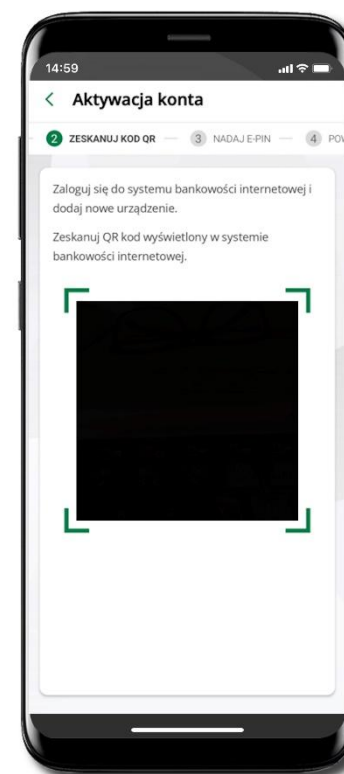 14:59
Aktywacja konta
2 ZESKANUJ KOD QR 3 NADAJ E-PIN 4
Zaloguj się do systemu bankowości internetowej i
dodaj nowe urządzenie.
Zeskanuj QR kod wyświetlony w systemie
bankowości internetowej.